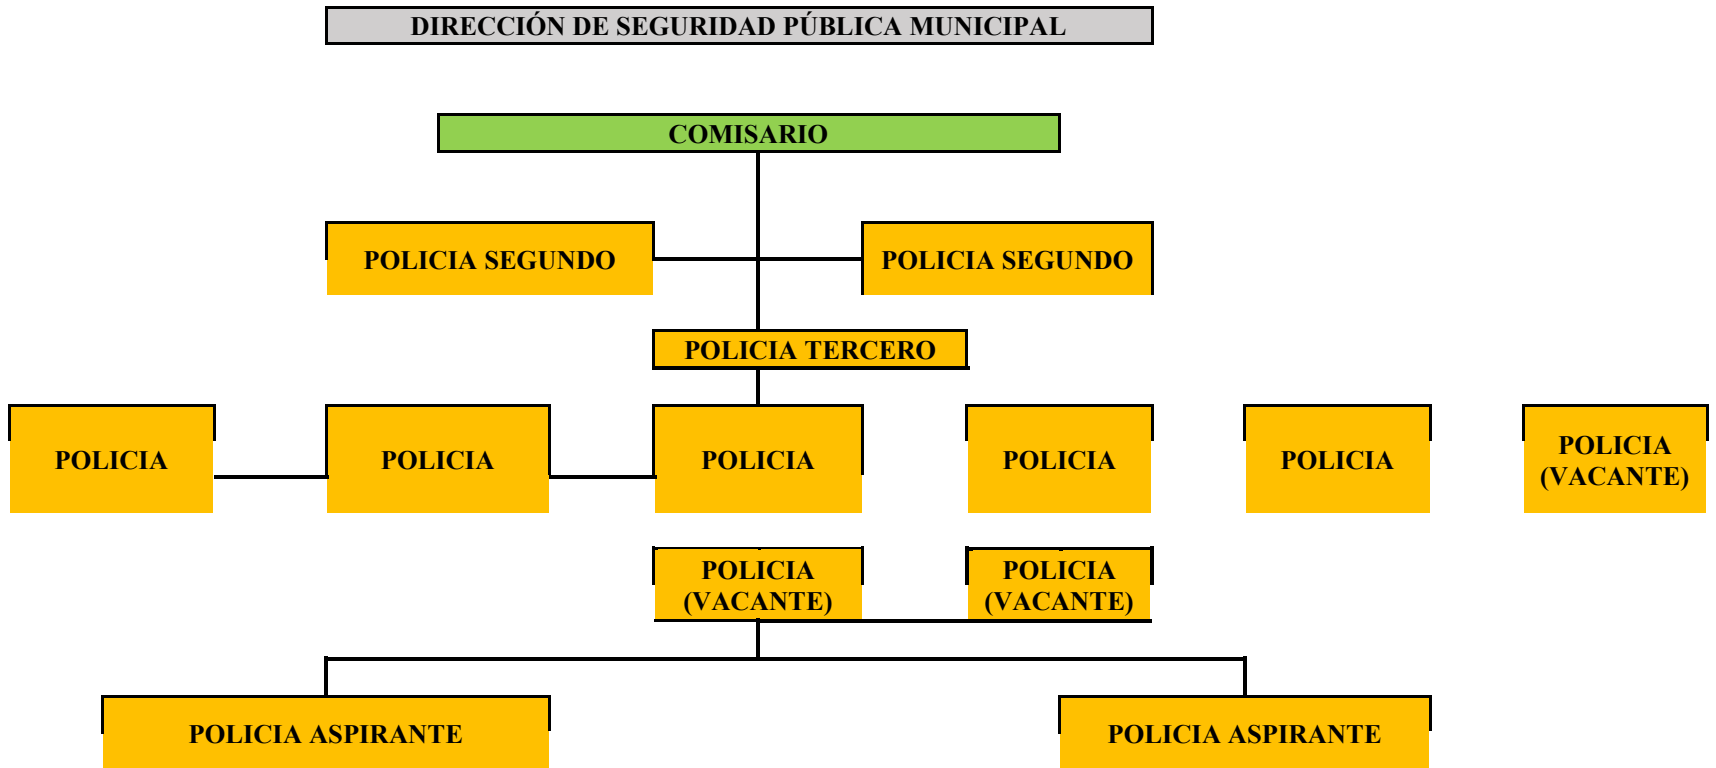 DIRECCIÓN DE SEGURIDAD PÚBLICA MUNICIPAL
COMISARIO
POLICIA SEGUNDO
POLICIA SEGUNDO
POLICIA TERCERO
POLICIA
POLICIA
POLICIA
POLICIA
POLICIA
POLICIA
(VACANTE)
POLICIA
(VACANTE)
POLICIA
(VACANTE)
POLICIA ASPIRANTE
POLICIA ASPIRANTE